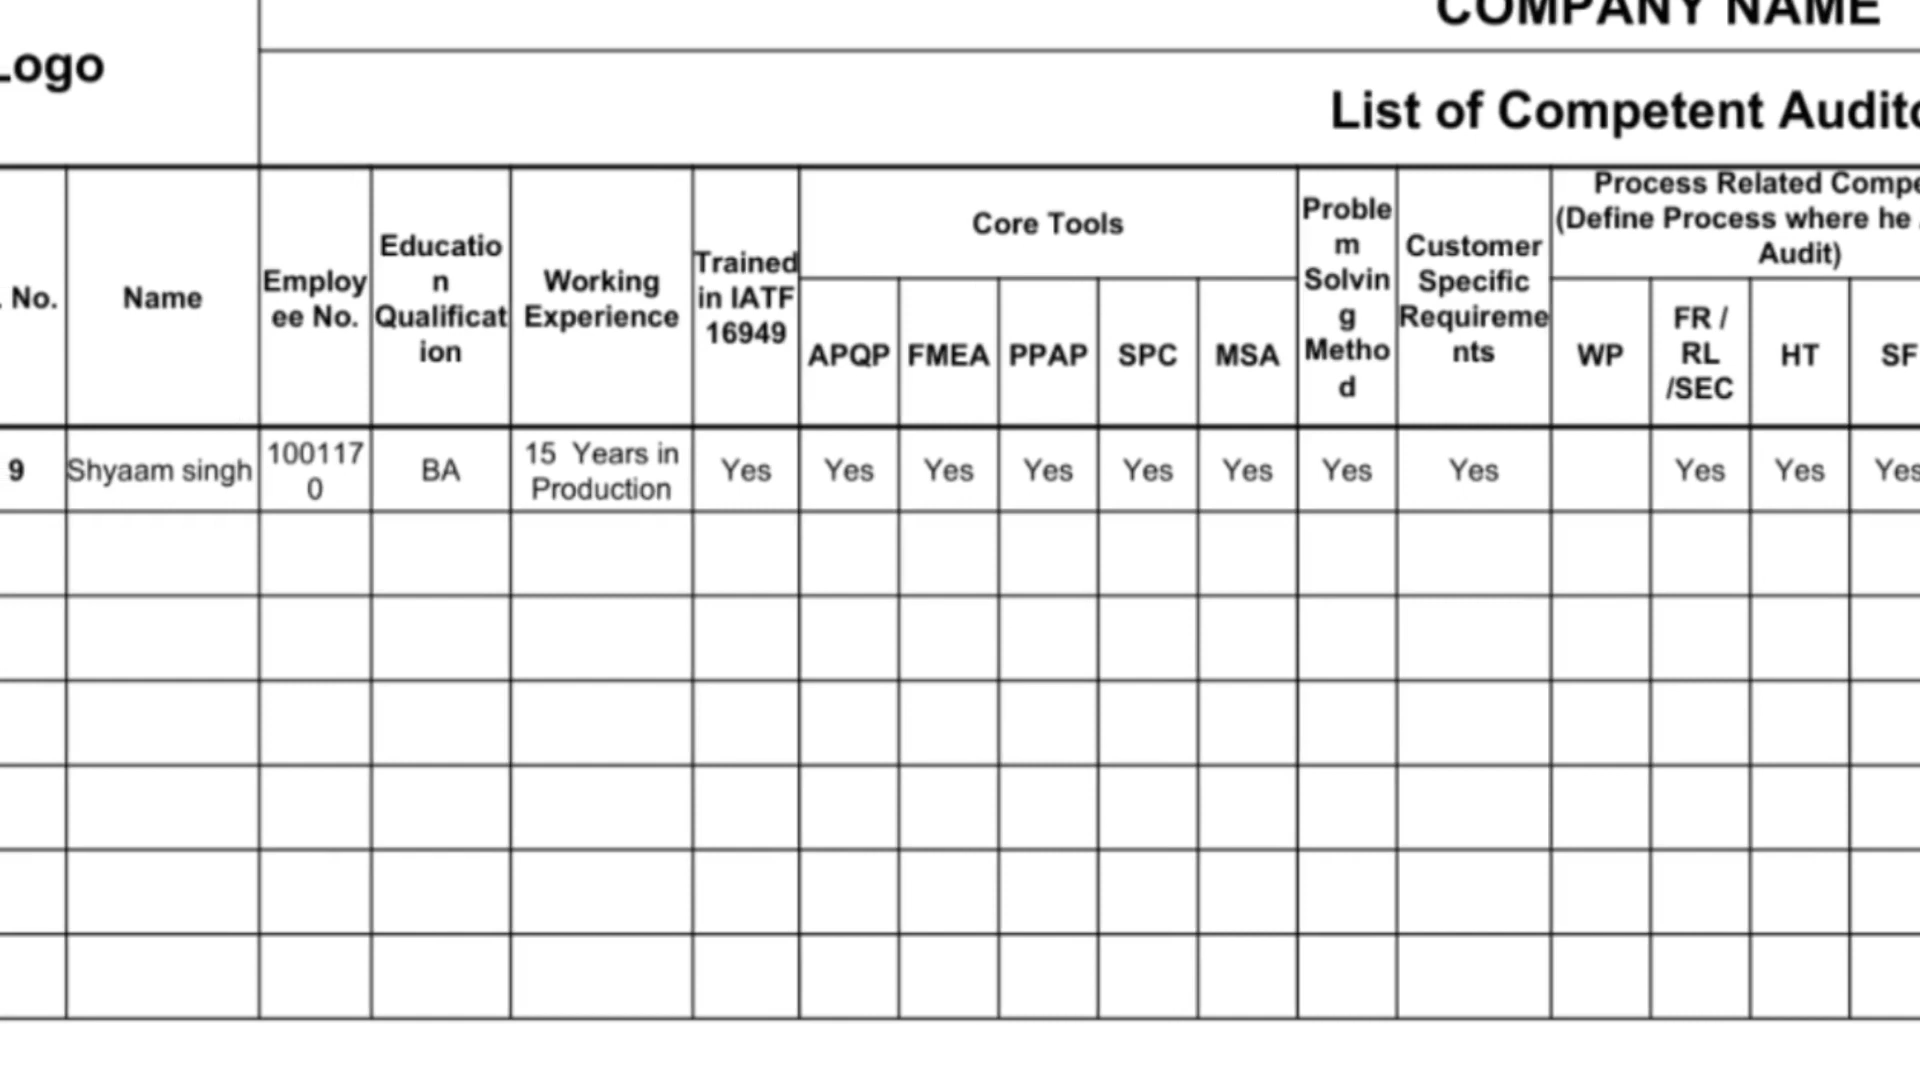 COMPANY NAME
Logo
List of Competent Audito
Process Related Compe
(Define Process where he
Audit)
Core Tools
Proble
m
Solvin
g
Metho
d
Customer
Specific
Requireme
nts
Educatio
n
Qualificat
ion
Trained
in IATF
16949
No.
Name
Employ
ee No.
Working
Experience
APQP FMEA PPAP SPC MSA
WP
FR /
RL
/SEC
HT
SF
9 Shyaam singh 100117
0
BA
15 Years in
Production
Yes Yes Yes Yes Yes Yes Yes Yes Yes Yes Yes